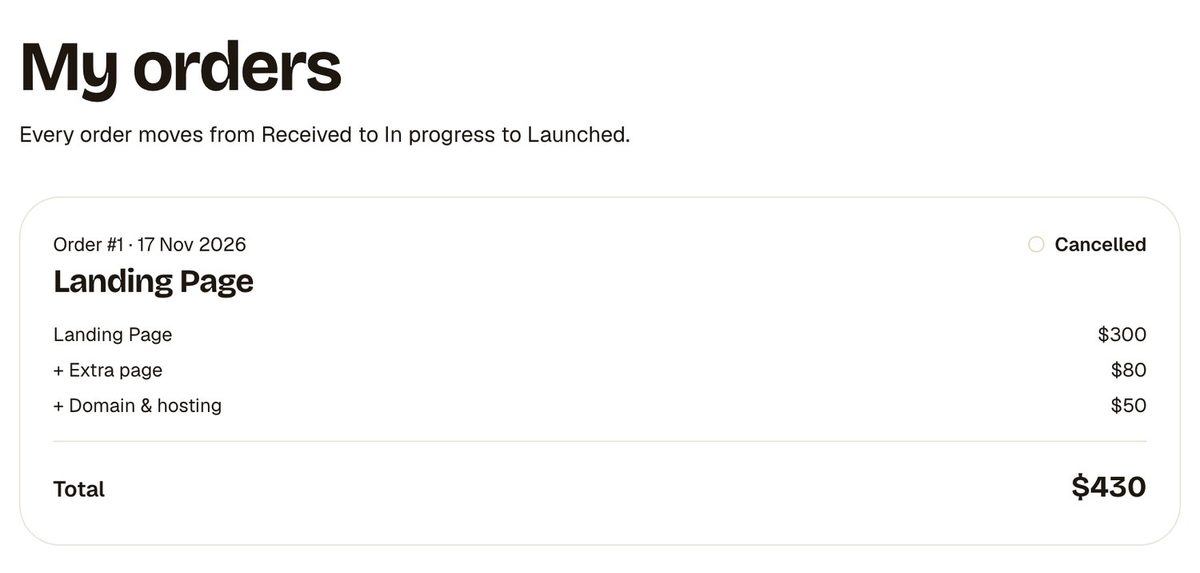 My orders
Every order moves from Received to In progress to Launched.
Order #1 · 17 Nov 2026
Cancelled
Landing Page
Landing Page $300
+ Extra page $80
+ Domain & hosting $50
Total $430